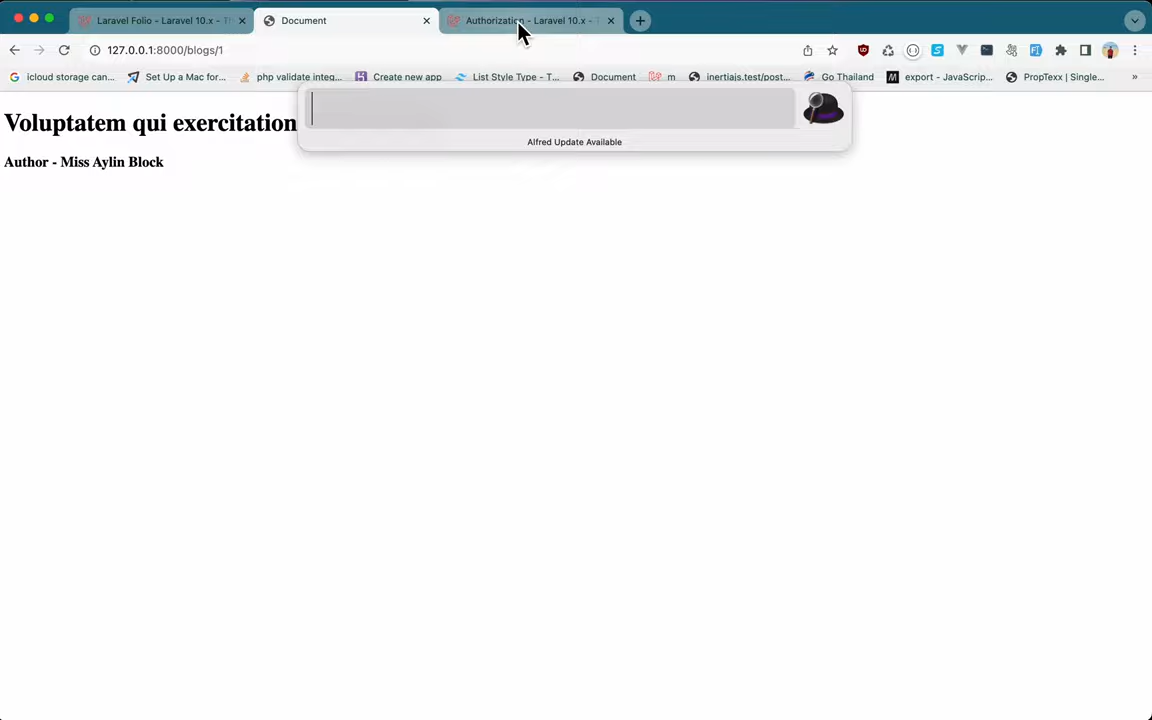 Laravel Folio - Laravel 10.x - Th
Document
Authorization - Laravel 10.x - T
127.0.0.1:8000/blogs/1
icloud storage can...
Set Up a Mac for...
php validate integ...
Create new app
List Style Type - T...
Document
m
inertiajs.test/post...
Go Thailand
export - JavaScrip...
PropTexx | Single...
»
Voluptatem qui exercitation
Alfred Update Available
Author - Miss Aylin Block